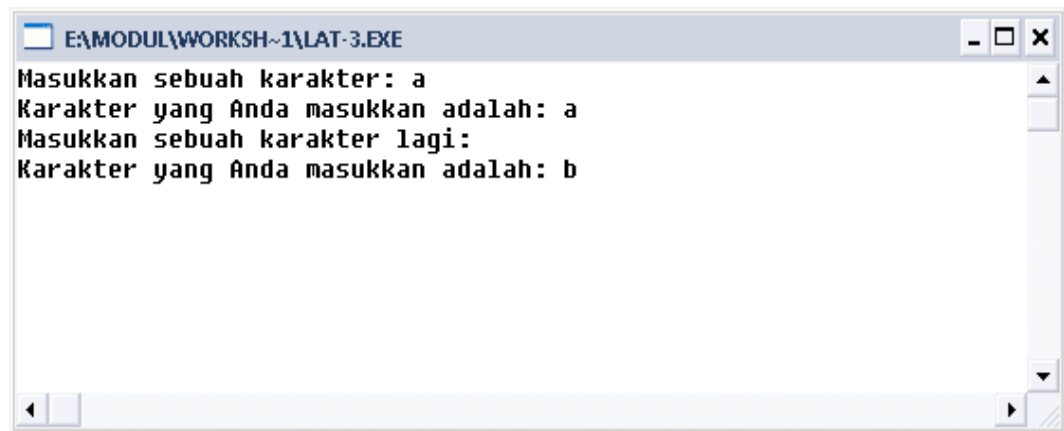 E:\MODUL\WORKSH~1\LAT-3.EXE
Masukkan sebuah karakter: a
Karakter yang Anda masukkan adalah: a
Masukkan sebuah karakter lagi:
Karakter yang Anda masukkan adalah: b